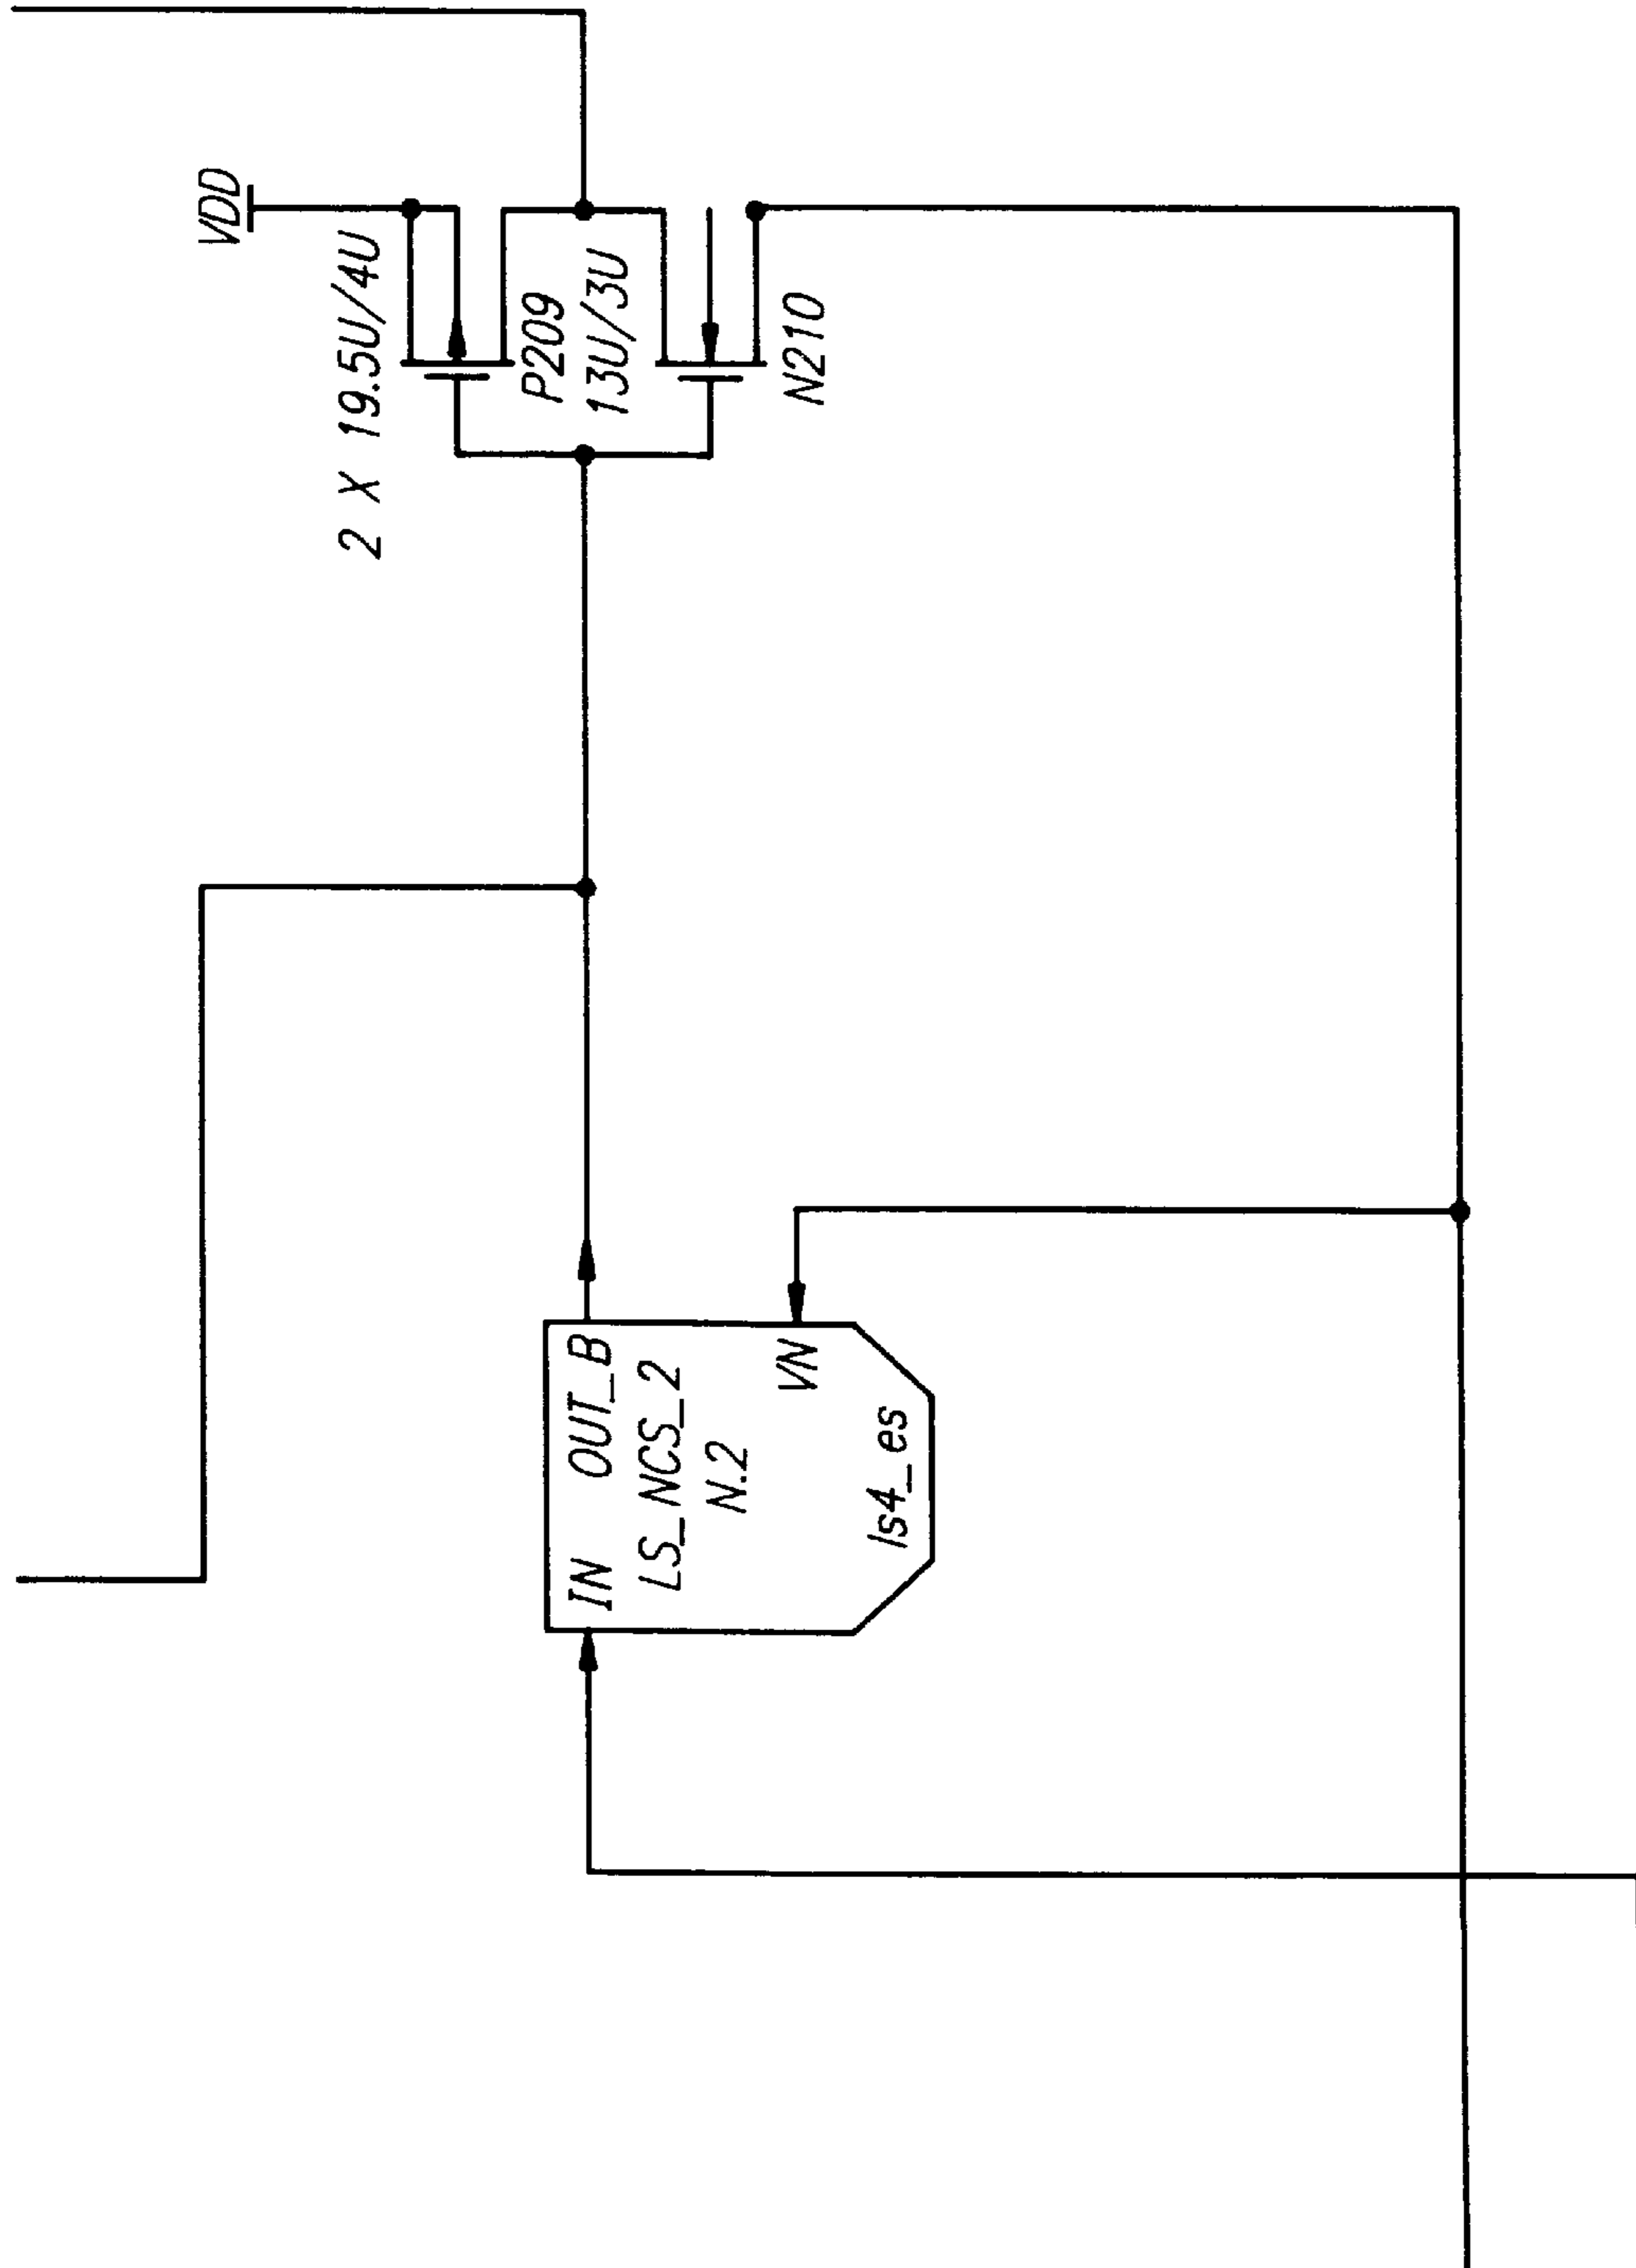 VDD
2 X 19.5U/4U
P209
13U/3U
N210
IN OUT_B
LS_NCS_2
N.2
VN
ls4_es